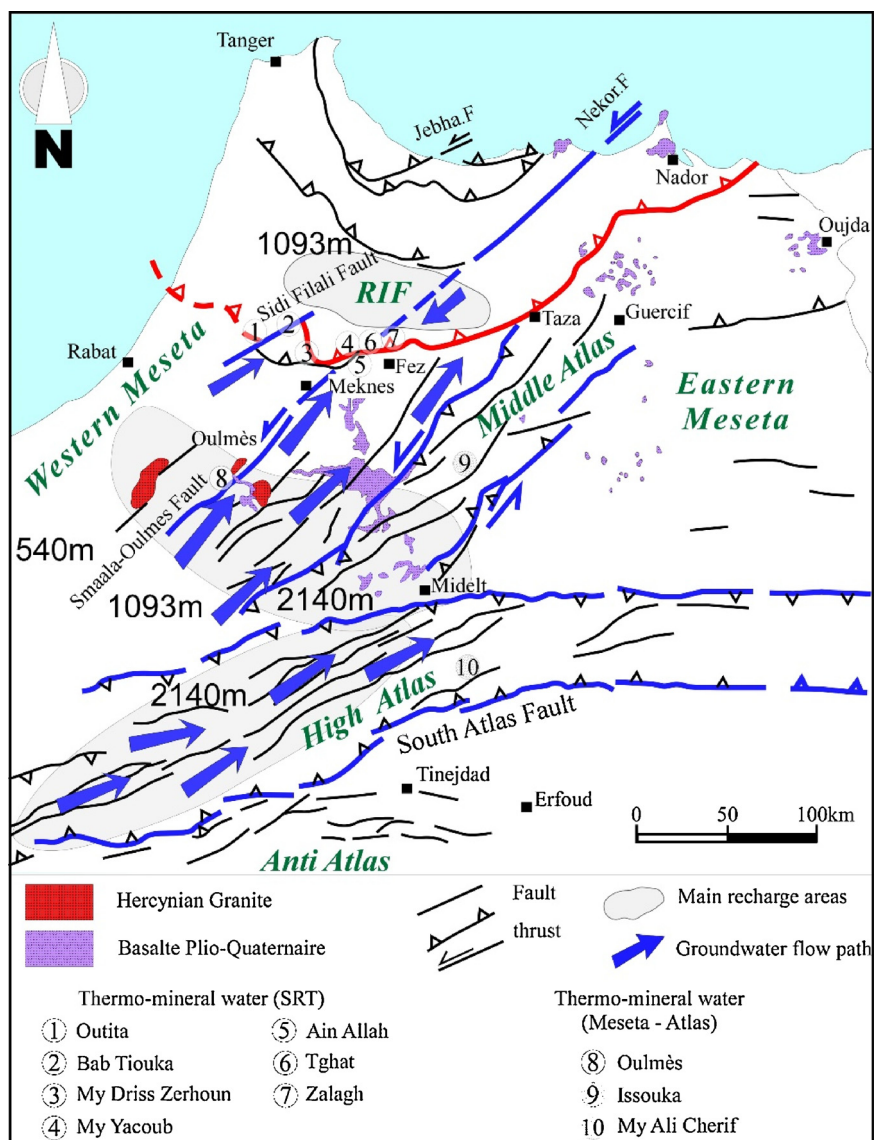 Tanger
Jebha.F
Nekor.F
N
Nador
Oujda
1093m
Sidi Filali Fault
RIF
1
2
3
4
5
6
7
Taza
Guercif
Rabat
Fez
Meknes
Western Meseta
Middle Atlas
Eastern
Meseta
Oulmès
8
9
Smaala-Oulmes Fault
540m
1093m
2140m
Midelt
2140m
10
High Atlas
South Atlas Fault
Tinejdad
Erfoud
0 50 100km
Anti Atlas
Hercynian Granite
Fault
Main recharge areas
thrust
Basalte Plio-Quaternaire
Groundwater flow path
Thermo-mineral water (SRT)
1 Outita
2 Bab Tiouka
3 My Driss Zerhoun
4 My Yacoub
5 Ain Allah
6 Tghat
7 Zalagh
Thermo-mineral water
(Meseta - Atlas)
8 Oulmès
9 Issouka
10 My Ali Cherif